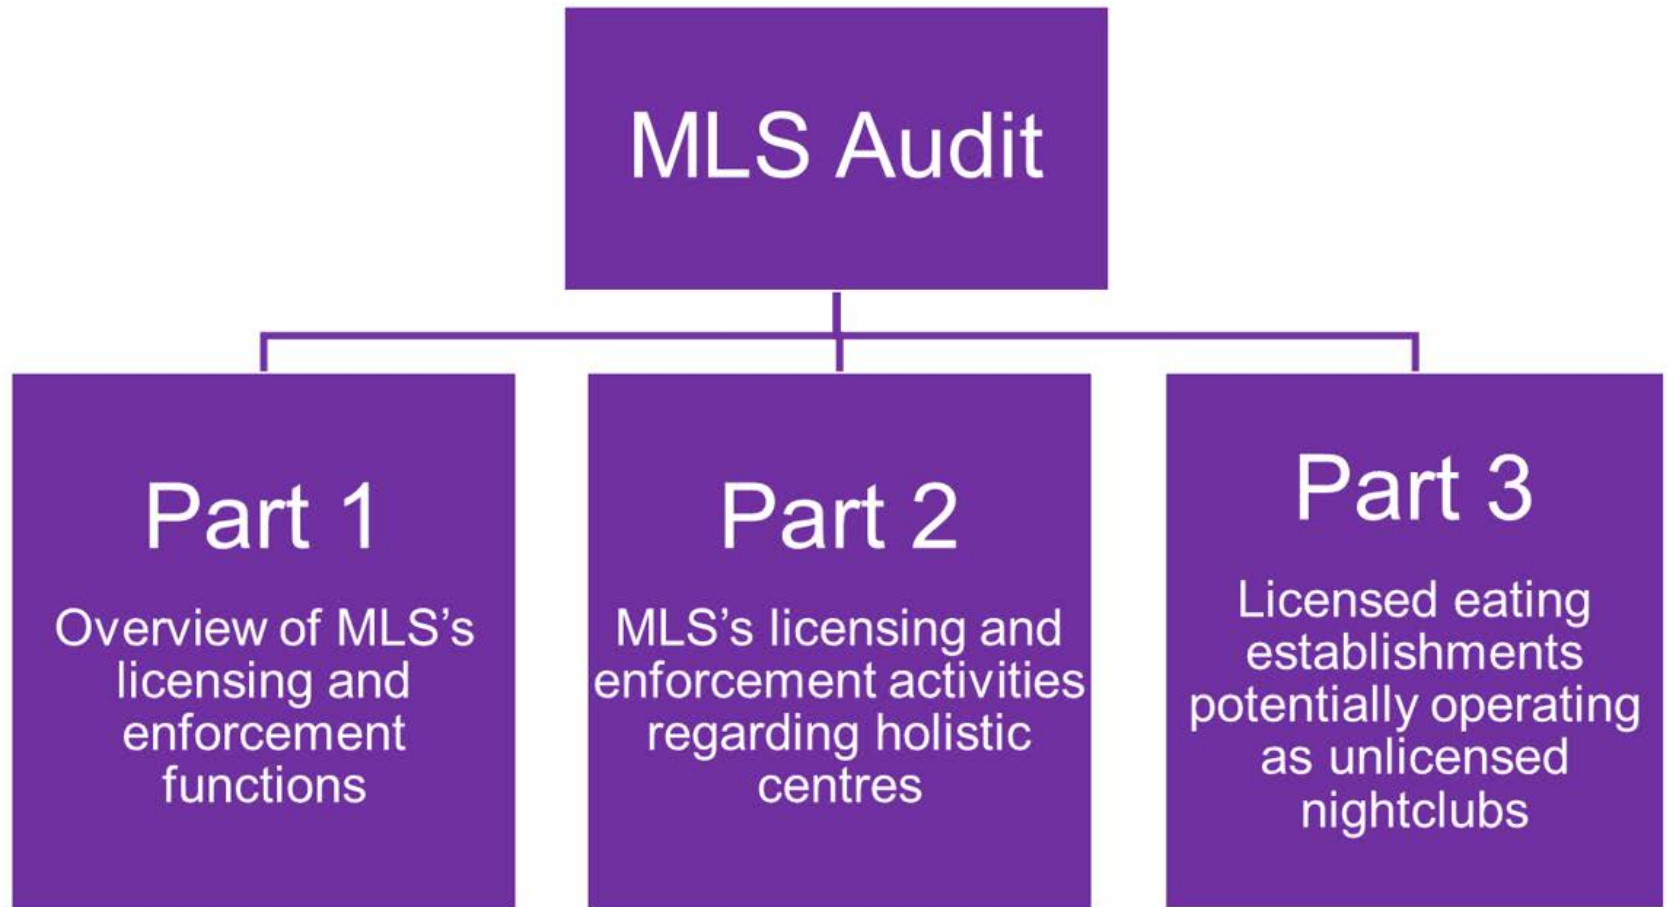 MLS Audit
Part 1
Overview of MLS’s
licensing and
enforcement
functions
Part 2
MLS’s licensing and
enforcement activities
regarding holistic
centres
Part 3
Licensed eating
establishments
potentially operating
as unlicensed
nightclubs